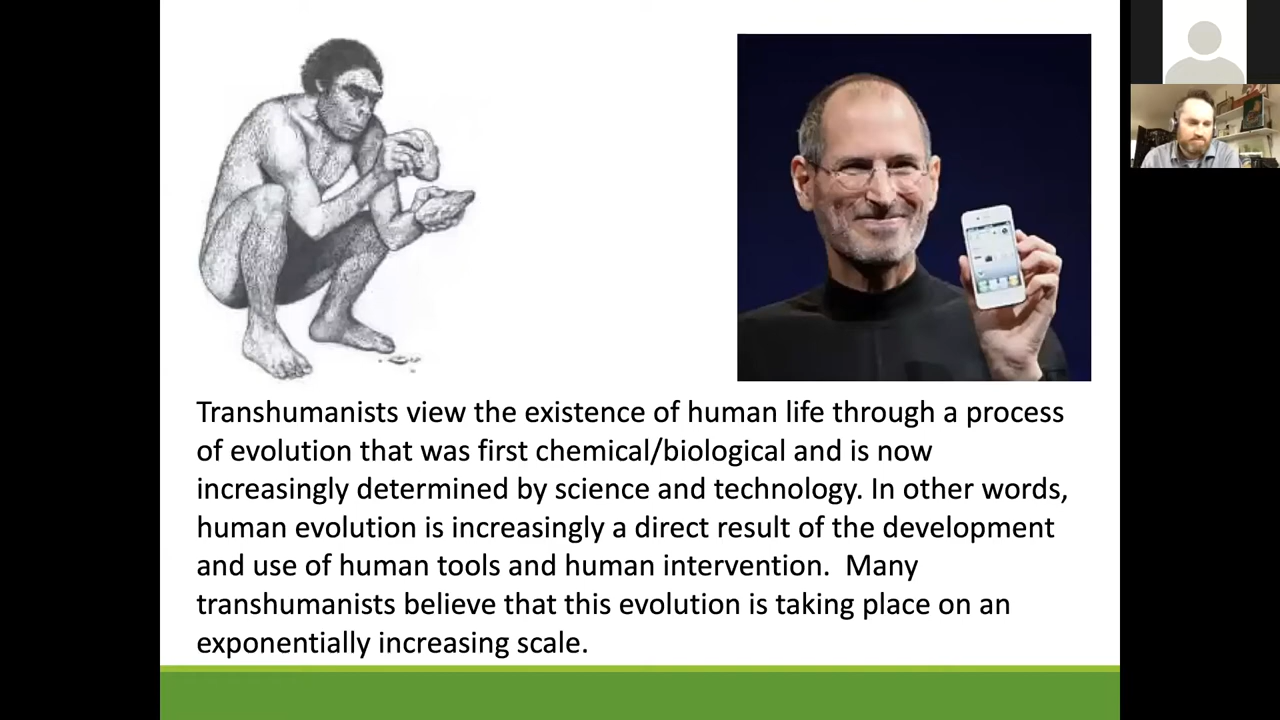 Transhumanists view the existence of human life through a process
of evolution that was first chemical/biological and is now
increasingly determined by science and technology. In other words,
human evolution is increasingly a direct result of the development
and use of human tools and human intervention.  Many
transhumanists believe that this evolution is taking place on an
exponentially increasing scale.